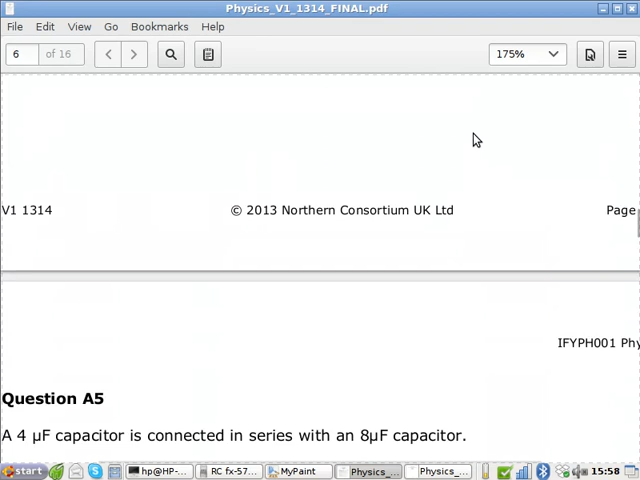 Physics_V1_1314_FINAL.pdf
File Edit View Go Bookmarks Help
6 of 16 175%
V1 1314 © 2013 Northern Consortium UK Ltd Page
IFYPH001 Phy
Question A5
A 4 µF capacitor is connected in series with an 8µF capacitor.
start hp@HP-... RC fx-57... MyPaint Physics_... Physics_... 15:58